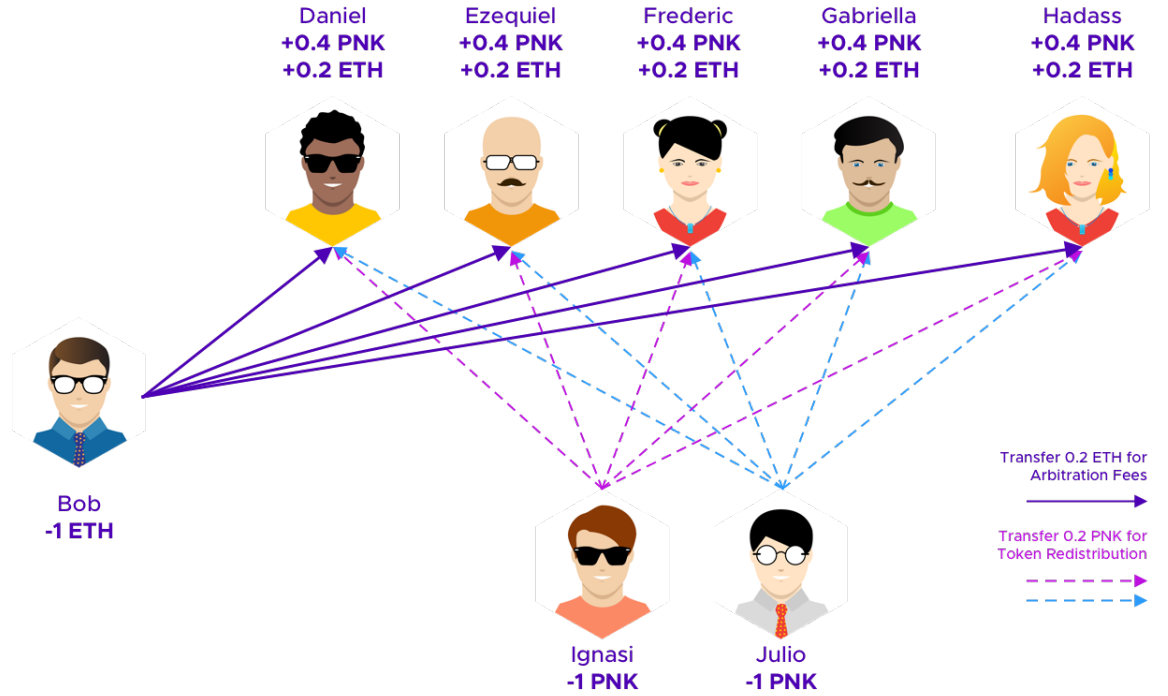 Daniel
+0.4 PNK
+0.2 ETH
Ezequiel
+0.4 PNK
+0.2 ETH
Frederic
+0.4 PNK
+0.2 ETH
Gabriella
+0.4 PNK
+0.2 ETH
Hadass
+0.4 PNK
+0.2 ETH
Bob
-1 ETH
Transfer 0.2 ETH for
Arbitration Fees
Transfer 0.2 PNK for
Token Redistribution
Ignasi
-1 PNK
Julio
-1 PNK